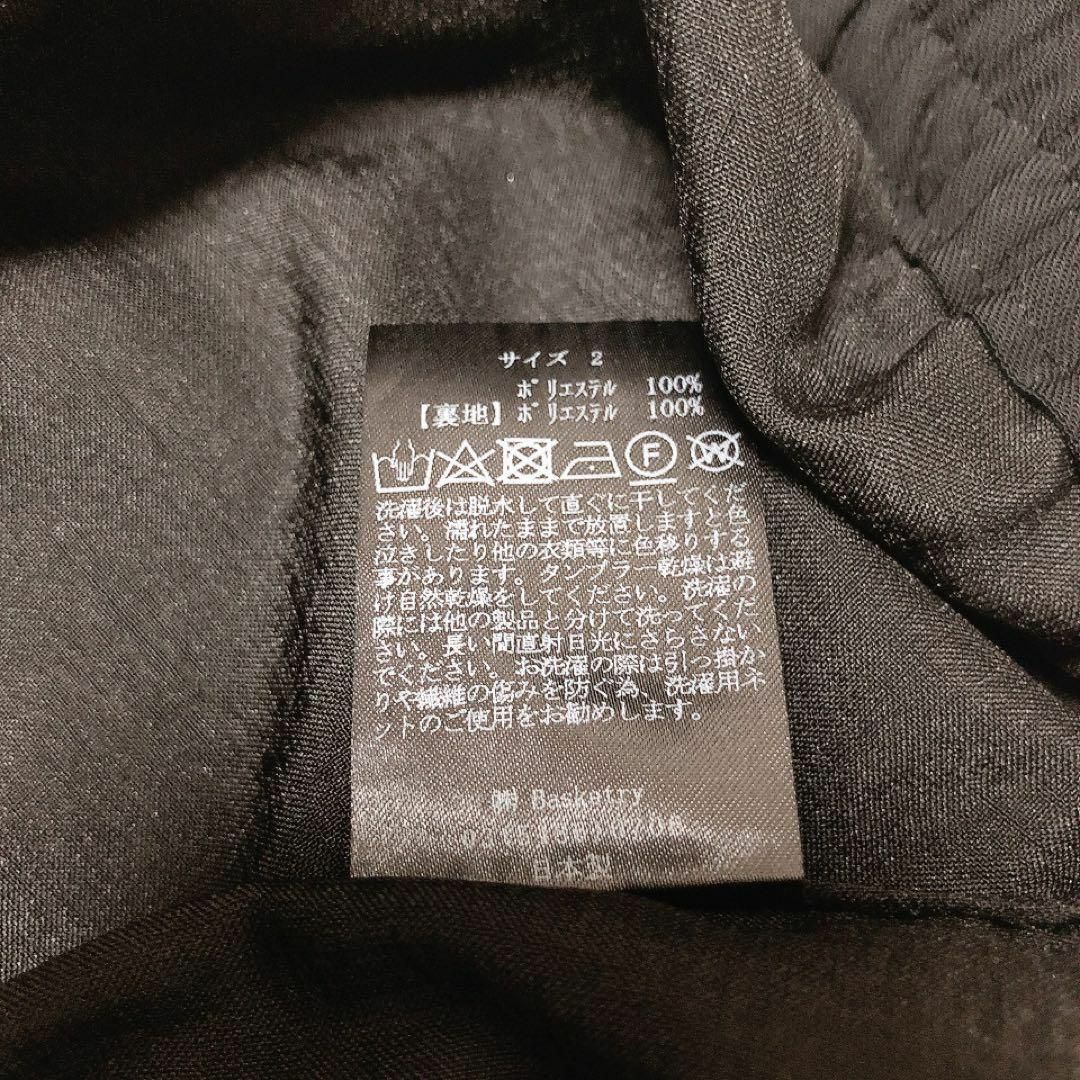 サイズ 2
ポリエステル 100%
【裏地】ポリエステル 100%
F W
洗濯後は脱水して直ぐに干してくだ
さい。濡れたままで放置しますと色
泣きしたり他の衣類等に色移りする
事があります。タンブラー乾燥は避
け自然乾燥をしてください。洗濯の
際には他の製品と分けて洗ってくだ
さい。長い間直射日光にさらさない
でください。お洗濯の際は引っ掛か
りや繊維の傷みを防ぐ為、洗濯用ネ
ットのご使用をお勧めします。
㈱ Basketry
日本製